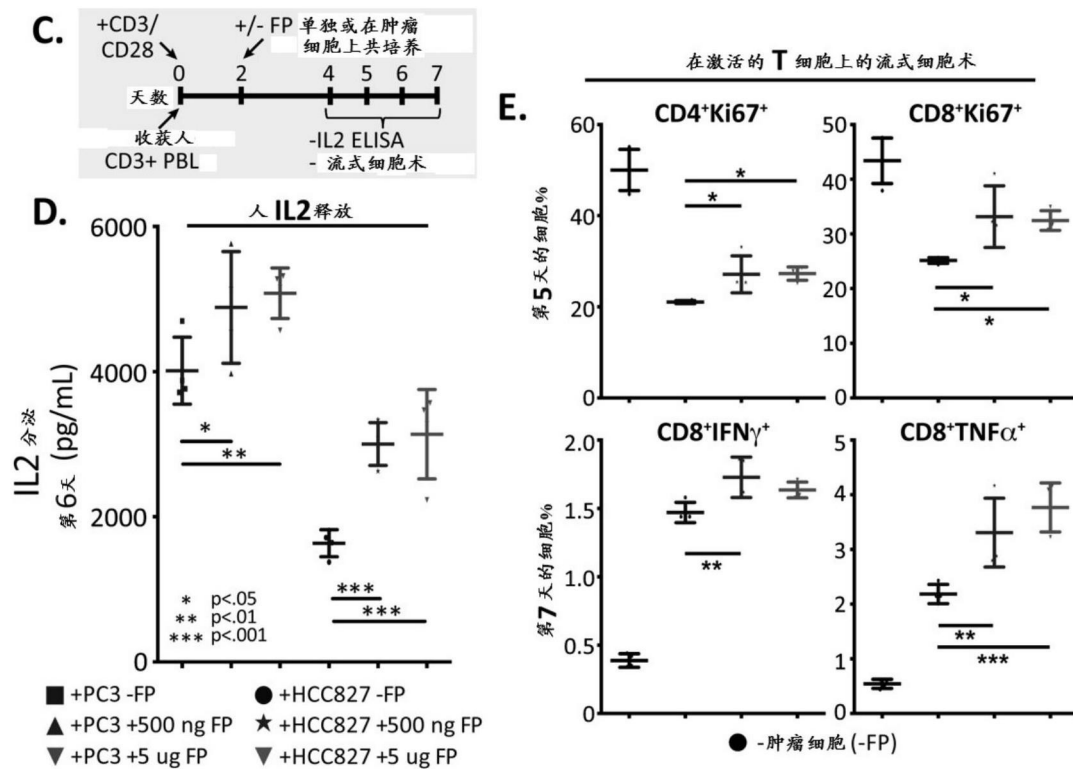 C.
+CD3/
CD28
+/- FP 单独或在肿瘤
细胞上共培养
0 2 4 5 6 7
天数
收获人
CD3+ PBL
-IL2 ELISA
- 流式细胞术
D.
人 IL2 释放
IL2 分泌
第6天 (pg/mL)
6000
4000
2000
0
*
**
***
***
* p<.05
** p<.01
*** p<.001
+PC3 -FP
+PC3 +500 ng FP
+PC3 +5 ug FP
+HCC827 -FP
+HCC827 +500 ng FP
+HCC827 +5 ug FP
在激活的 T 细胞上的流式细胞术
E.
CD4+Ki67+
第5天的细胞%
60
40
20
0
*
*
CD8+Ki67+
50
40
30
20
10
0
*
*
CD8+IFNγ+
第7天的细胞%
2.0
1.5
1.0
0.5
0
**
CD8+TNFα+
5
4
3
2
1
0
**
***
-肿瘤细胞 (-FP)